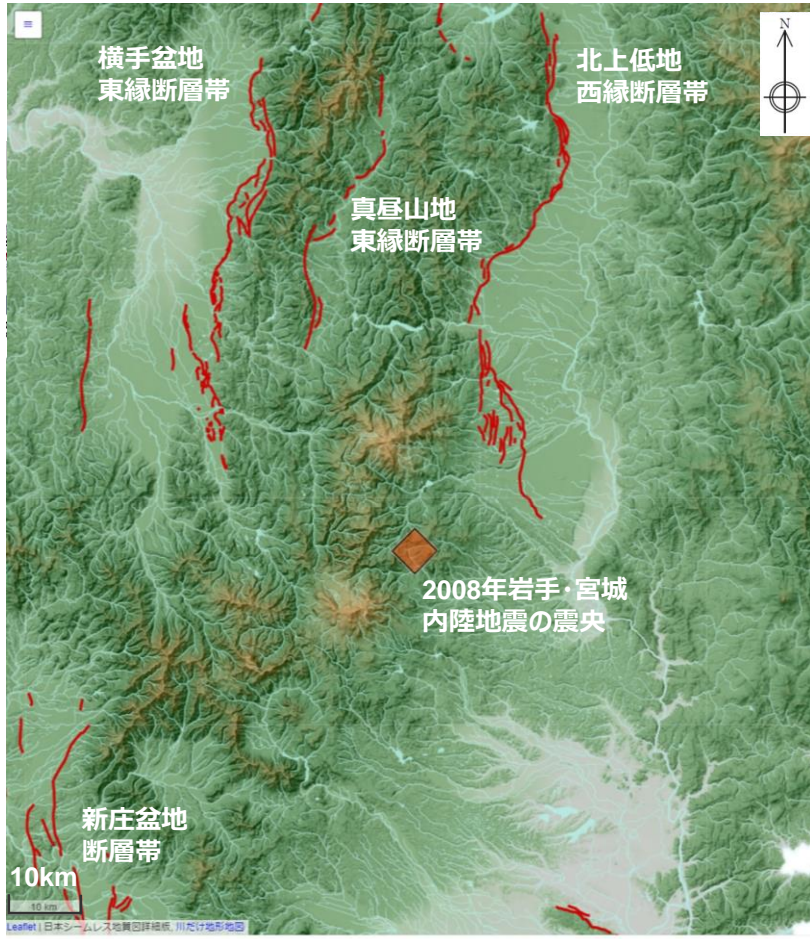 横手盆地
東縁断層帯
北上低地
西縁断層帯
N
真昼山地
東縁断層帯
2008年岩手・宮城
内陸地震の震央
新庄盆地
断層帯
10km
10 km
Leaflet | 日本シームレス地質図詳細版, 川だけ地形地図